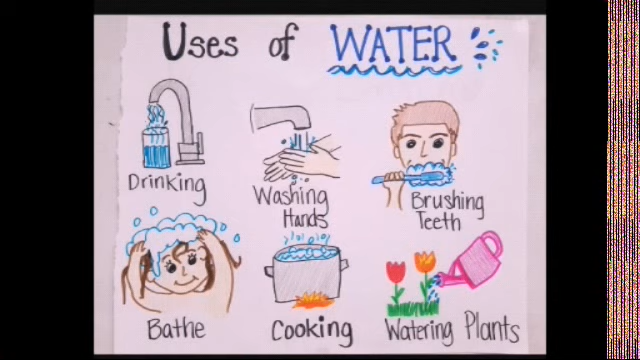 Uses of WATER
Drinking
Washing
Hands
Brushing
Teeth
Bathe
Cooking
Watering Plants